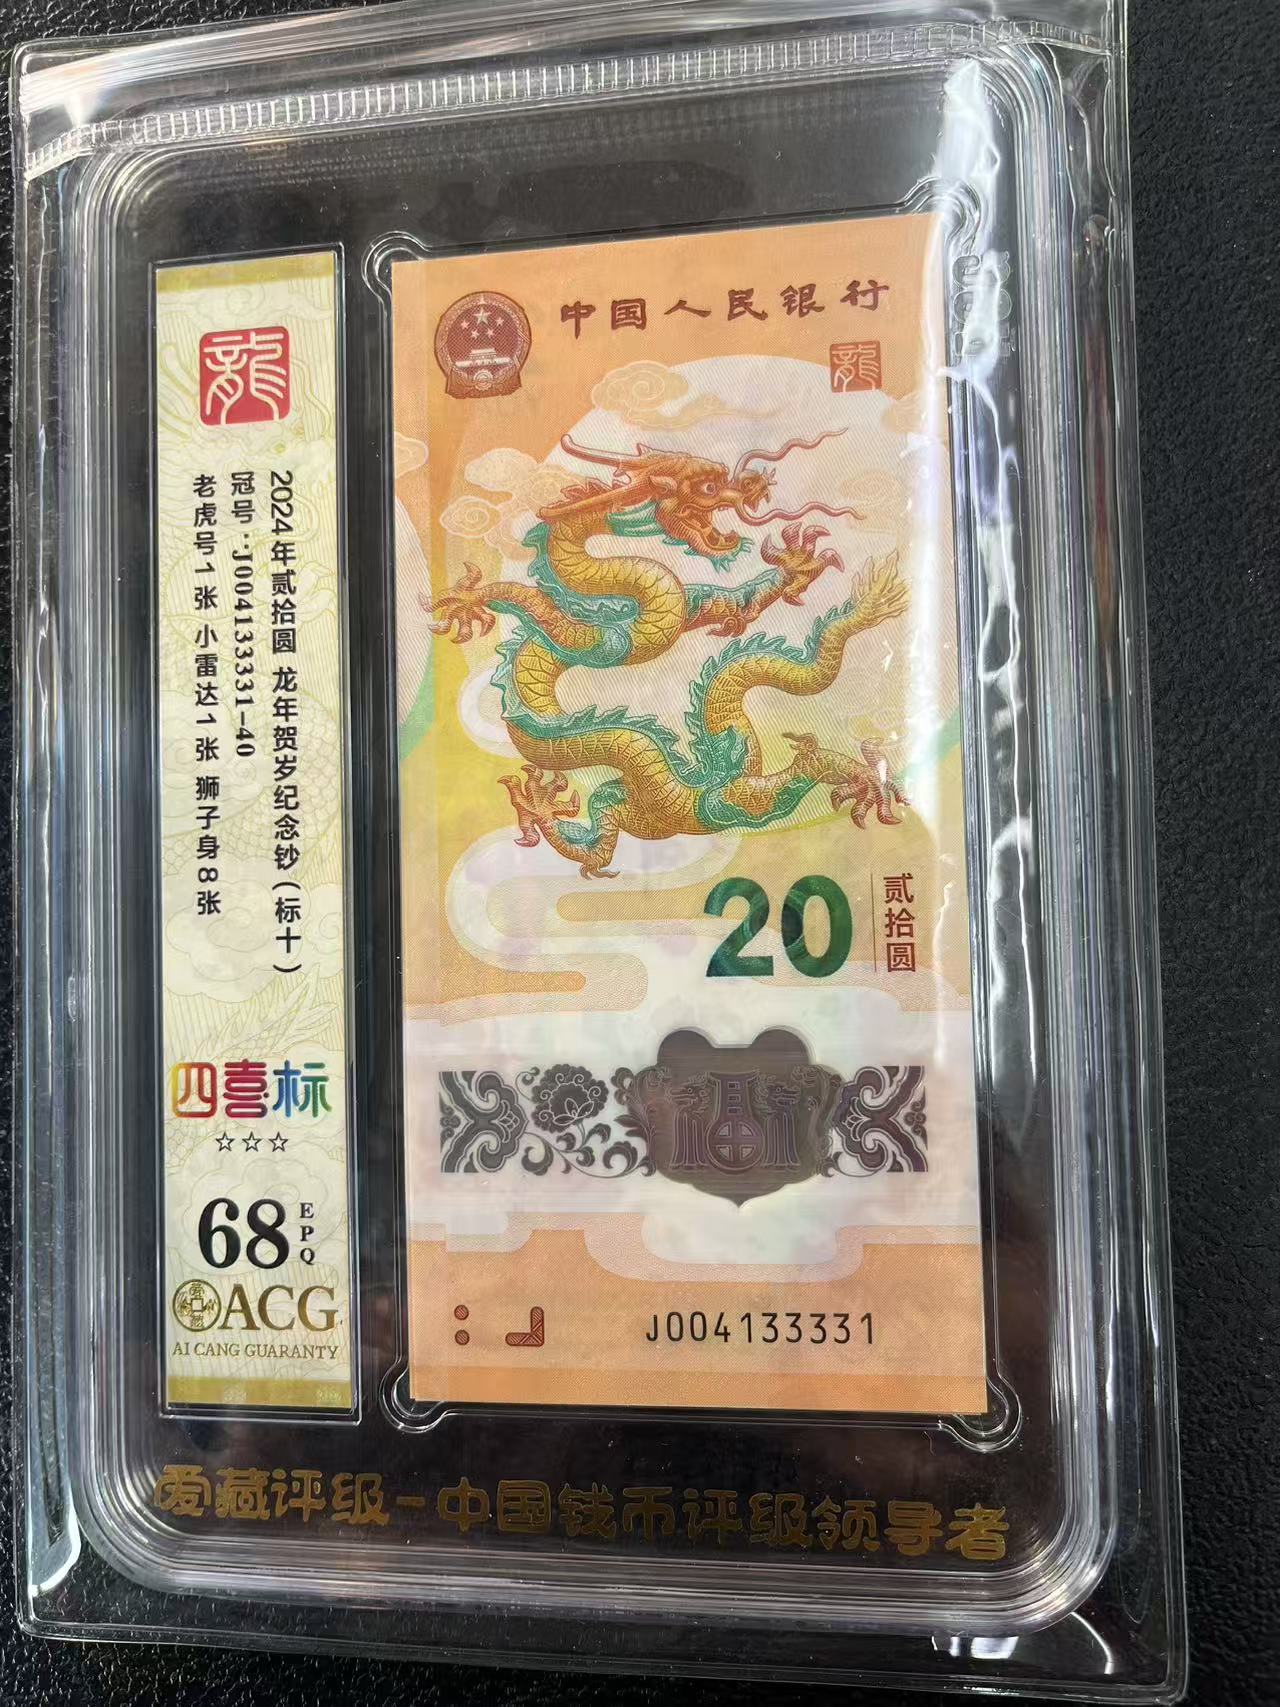 龍
2024年贰拾圆 龙年贺岁纪念钞(标十)
冠号:J004133331-40
老虎号1张 小雷达1张 狮子身8张
四喜标
☆☆☆
68
EPQ
ACG
AI CANG GUARANTY
中国人民银行
龍
20
贰拾圆
福
J004133331
爱藏评级-中国钱币评级领导者